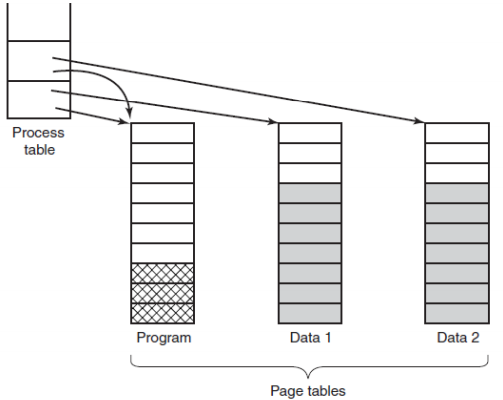 Process
table
Program
Data 1
Data 2
Page tables